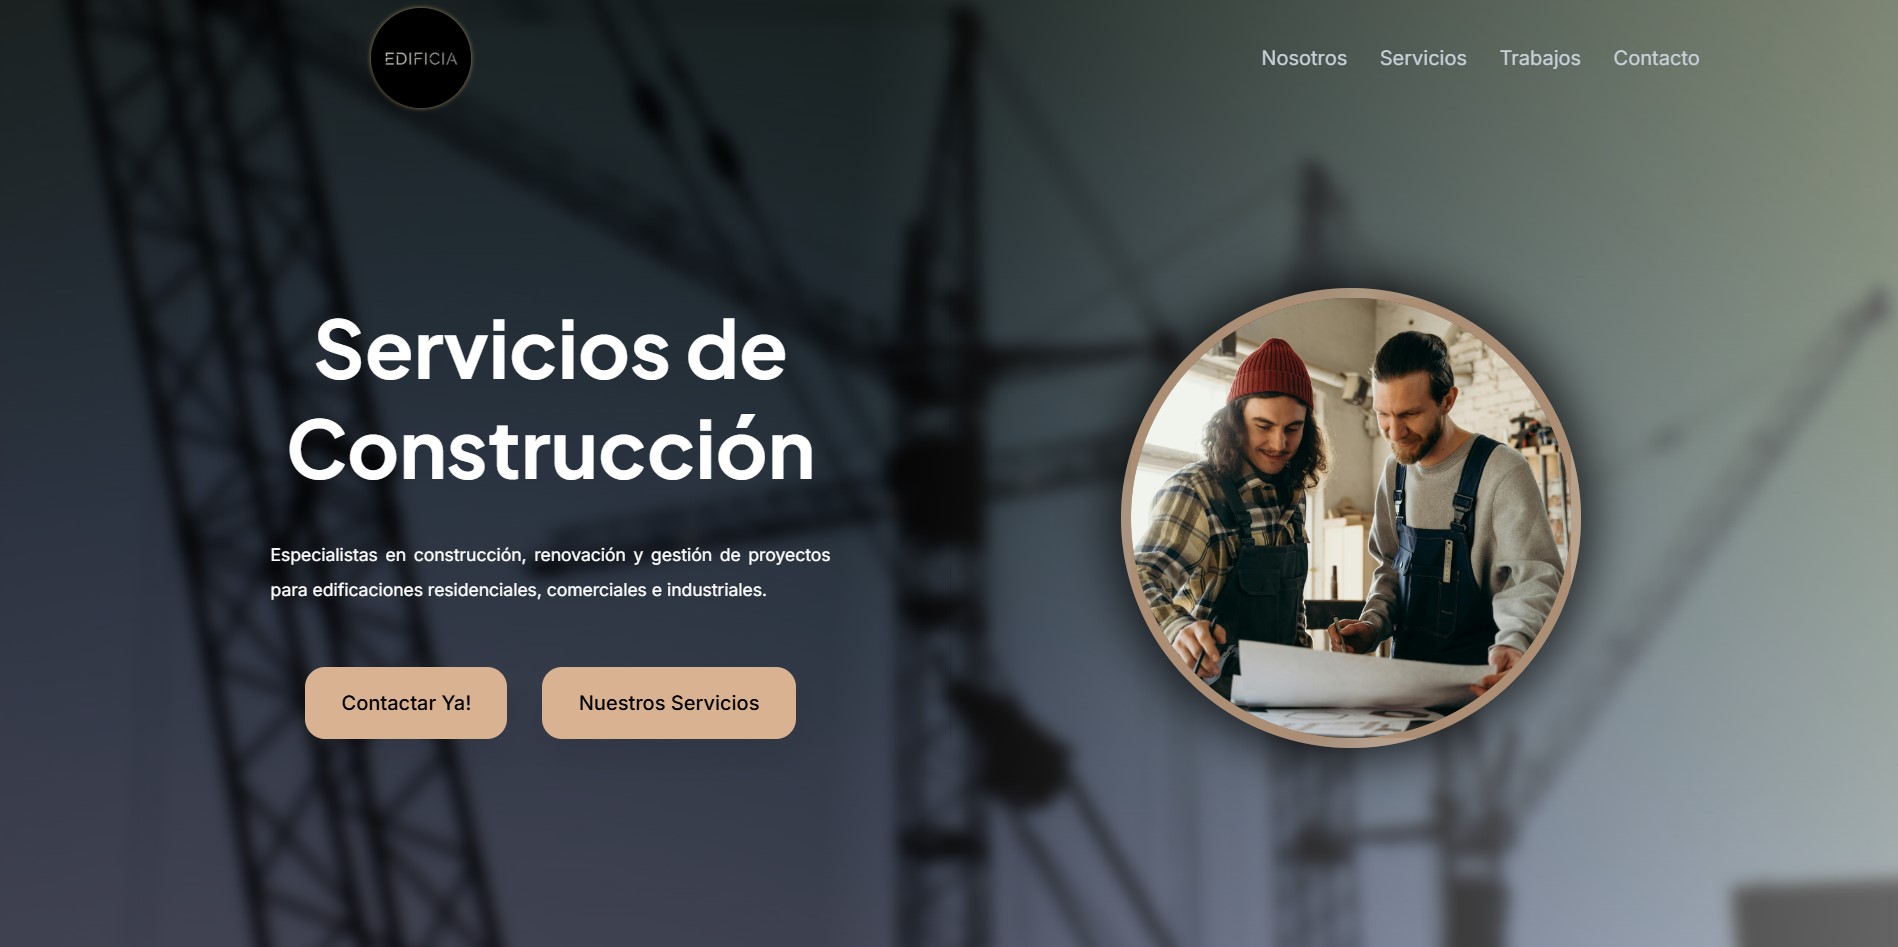 EDIFICIA
Nosotros Servicios Trabajos Contacto
Servicios de
Construcción
Especialistas en construcción, renovación y gestión de proyectos
para edificaciones residenciales, comerciales e industriales.
Contactar Ya! Nuestros Servicios